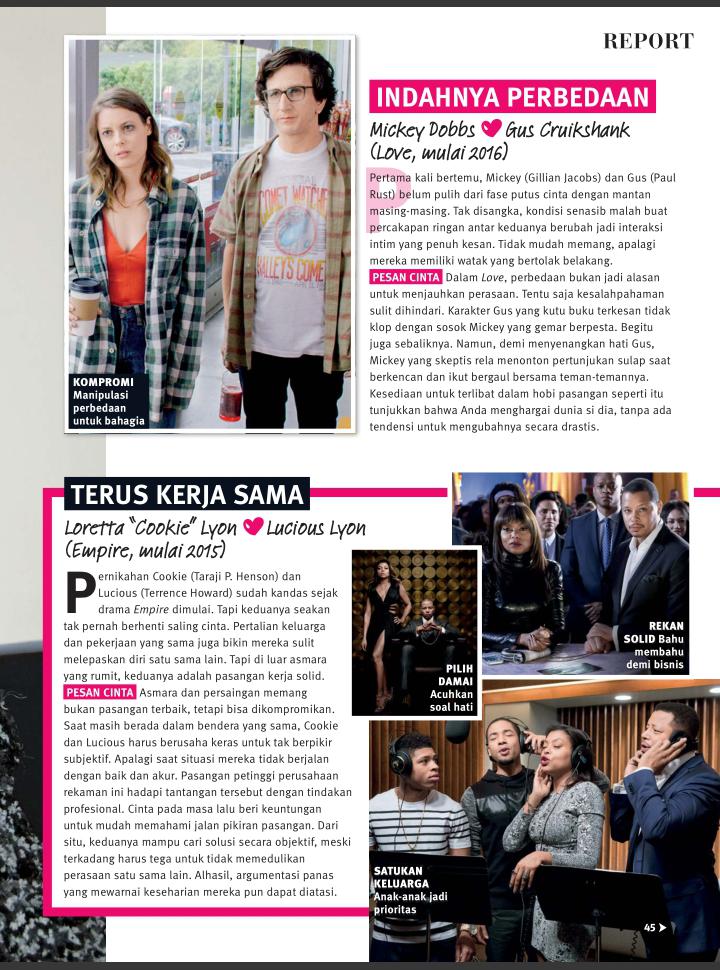 REPORT
INDAHNYA PERBEDAAN
Mickey Dobbs Gus Cruikshank
(Love, mulai 2016)
Pertama kali bertemu, Mickey (Gillian Jacobs) dan Gus (Paul
Rust) belum pulih dari fase putus cinta dengan mantan
masing-masing. Tak disangka, kondisi senasib malah buat
percakapan ringan antar keduanya berubah jadi interaksi
intim yang penuh kesan. Tidak mudah memang, apalagi
mereka memiliki watak yang bertolak belakang.
PESAN CINTA Dalam Love, perbedaan bukan jadi alasan
untuk menjauhkan perasaan. Tentu saja kesalahpahaman
sulit dihindari. Karakter Gus yang kutu buku terkesan tidak
klop dengan sosok Mickey yang gemar berpesta. Begitu
juga sebaliknya. Namun, demi menyenangkan hati Gus,
Mickey yang skeptis rela menonton pertunjukan sulap saat
berkencan dan ikut bergaul bersama teman-temannya.
Kesediaan untuk terlibat dalam hobi pasangan seperti itu
tunjukkan bahwa Anda menghargai dunia si dia, tanpa ada
tendensi untuk mengubahnya secara drastis.
COMET WATCHER
HALLEY'S COMET
KOMPROMI
Manipulasi
perbedaan
untuk bahagia
TERUS KERJA SAMA
Loretta "Cookie" Lyon Lucious Lyon
(Empire, mulai 2015)
Pernikahan Cookie (Taraji P. Henson) dan
Lucious (Terrence Howard) sudah kandas sejak
drama Empire dimulai. Tapi keduanya seakan
tak pernah berhenti saling cinta. Pertalian keluarga
dan pekerjaan yang sama juga bikin mereka sulit
melepaskan diri satu sama lain. Tapi di luar asmara
yang rumit, keduanya adalah pasangan kerja solid.
PESAN CINTA Asmara dan persaingan memang
bukan pasangan terbaik, tetapi bisa dikompromikan.
Saat masih berada dalam bendera yang sama, Cookie
dan Lucious harus berusaha keras untuk tak berpikir
subjektif. Apalagi saat situasi mereka tidak berjalan
dengan baik dan akur. Pasangan petinggi perusahaan
rekaman ini hadapi tantangan tersebut dengan tindakan
profesional. Cinta pada masa lalu beri keuntungan
untuk mudah memahami jalan pikiran pasangan. Dari
situ, keduanya mampu cari solusi secara objektif, meski
terkadang harus tega untuk tidak memedulikan
perasaan satu sama lain. Alhasil, argumentasi panas
yang mewarnai keseharian mereka pun dapat diatasi.
REKAN
SOLID Bahu
membahu
demi bisnis
PILIH
DAMAI
Acuhkan
soal hati
SATUKAN
KELUARGA
Anak-anak jadi
prioritas
45